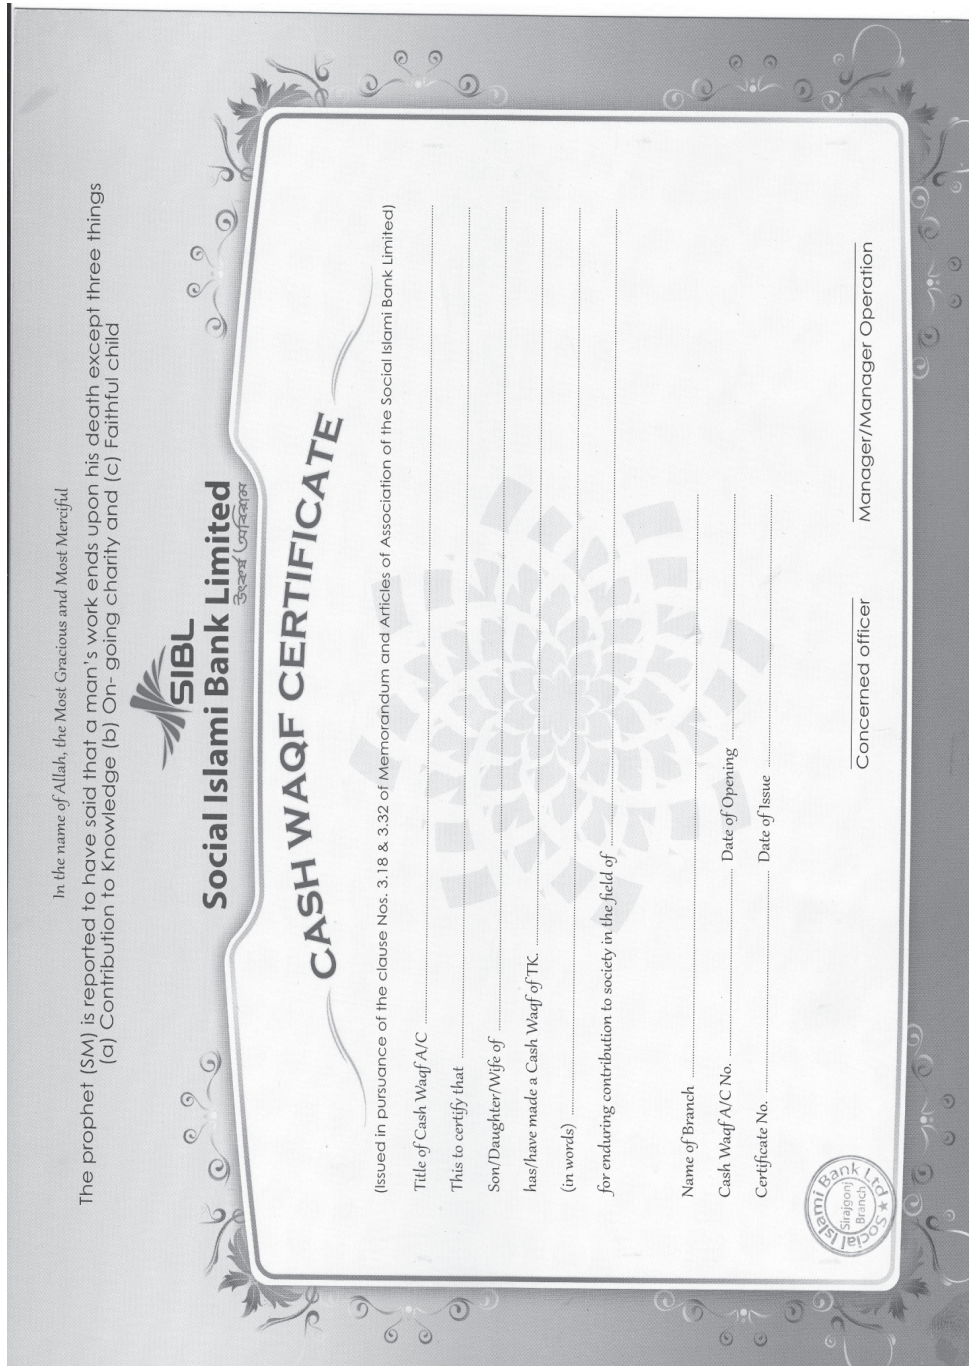 In the name of Allah, the Most Gracious and Most Merciful
The prophet (SM) is reported to have said that a man's work ends upon his death except three things
(a) Contribution to Knowledge (b) On- going charity and (c) Faithful child
SIBL
Social Islami Bank Limited
উৎকর্ষে অবিরাম
CASH WAQF CERTIFICATE
(Issued in pursuance of the clause Nos. 3.18 & 3.32 of Memorandum and Articles of Association of the Social Islami Bank Limited)
Title of Cash Waqf A/C
This to certify that
Son/Daughter/Wife of
has/have made a Cash Waqf of TK.
(in words)
for enduring contribution to society in the field of
Name of Branch
Cash Waqf A/C No. Date of Opening
Certificate No. Date of Issue
Social Islami Bank Ltd
Sirajgonj
Branch
Concerned officer Manager/Manager Operation